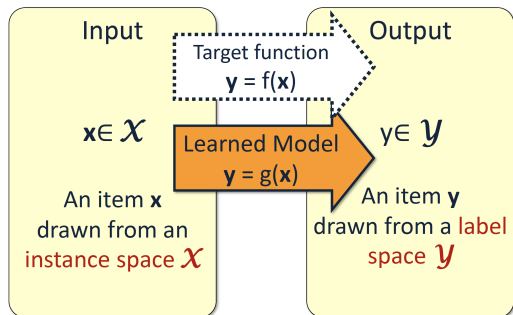 Input
Target function
y = f(x)
Output
x∈ 𝒳
Learned Model
y = g(x)
y∈ 𝒴
An item x
drawn from an
instance space 𝒳
An item y
drawn from a label
space 𝒴